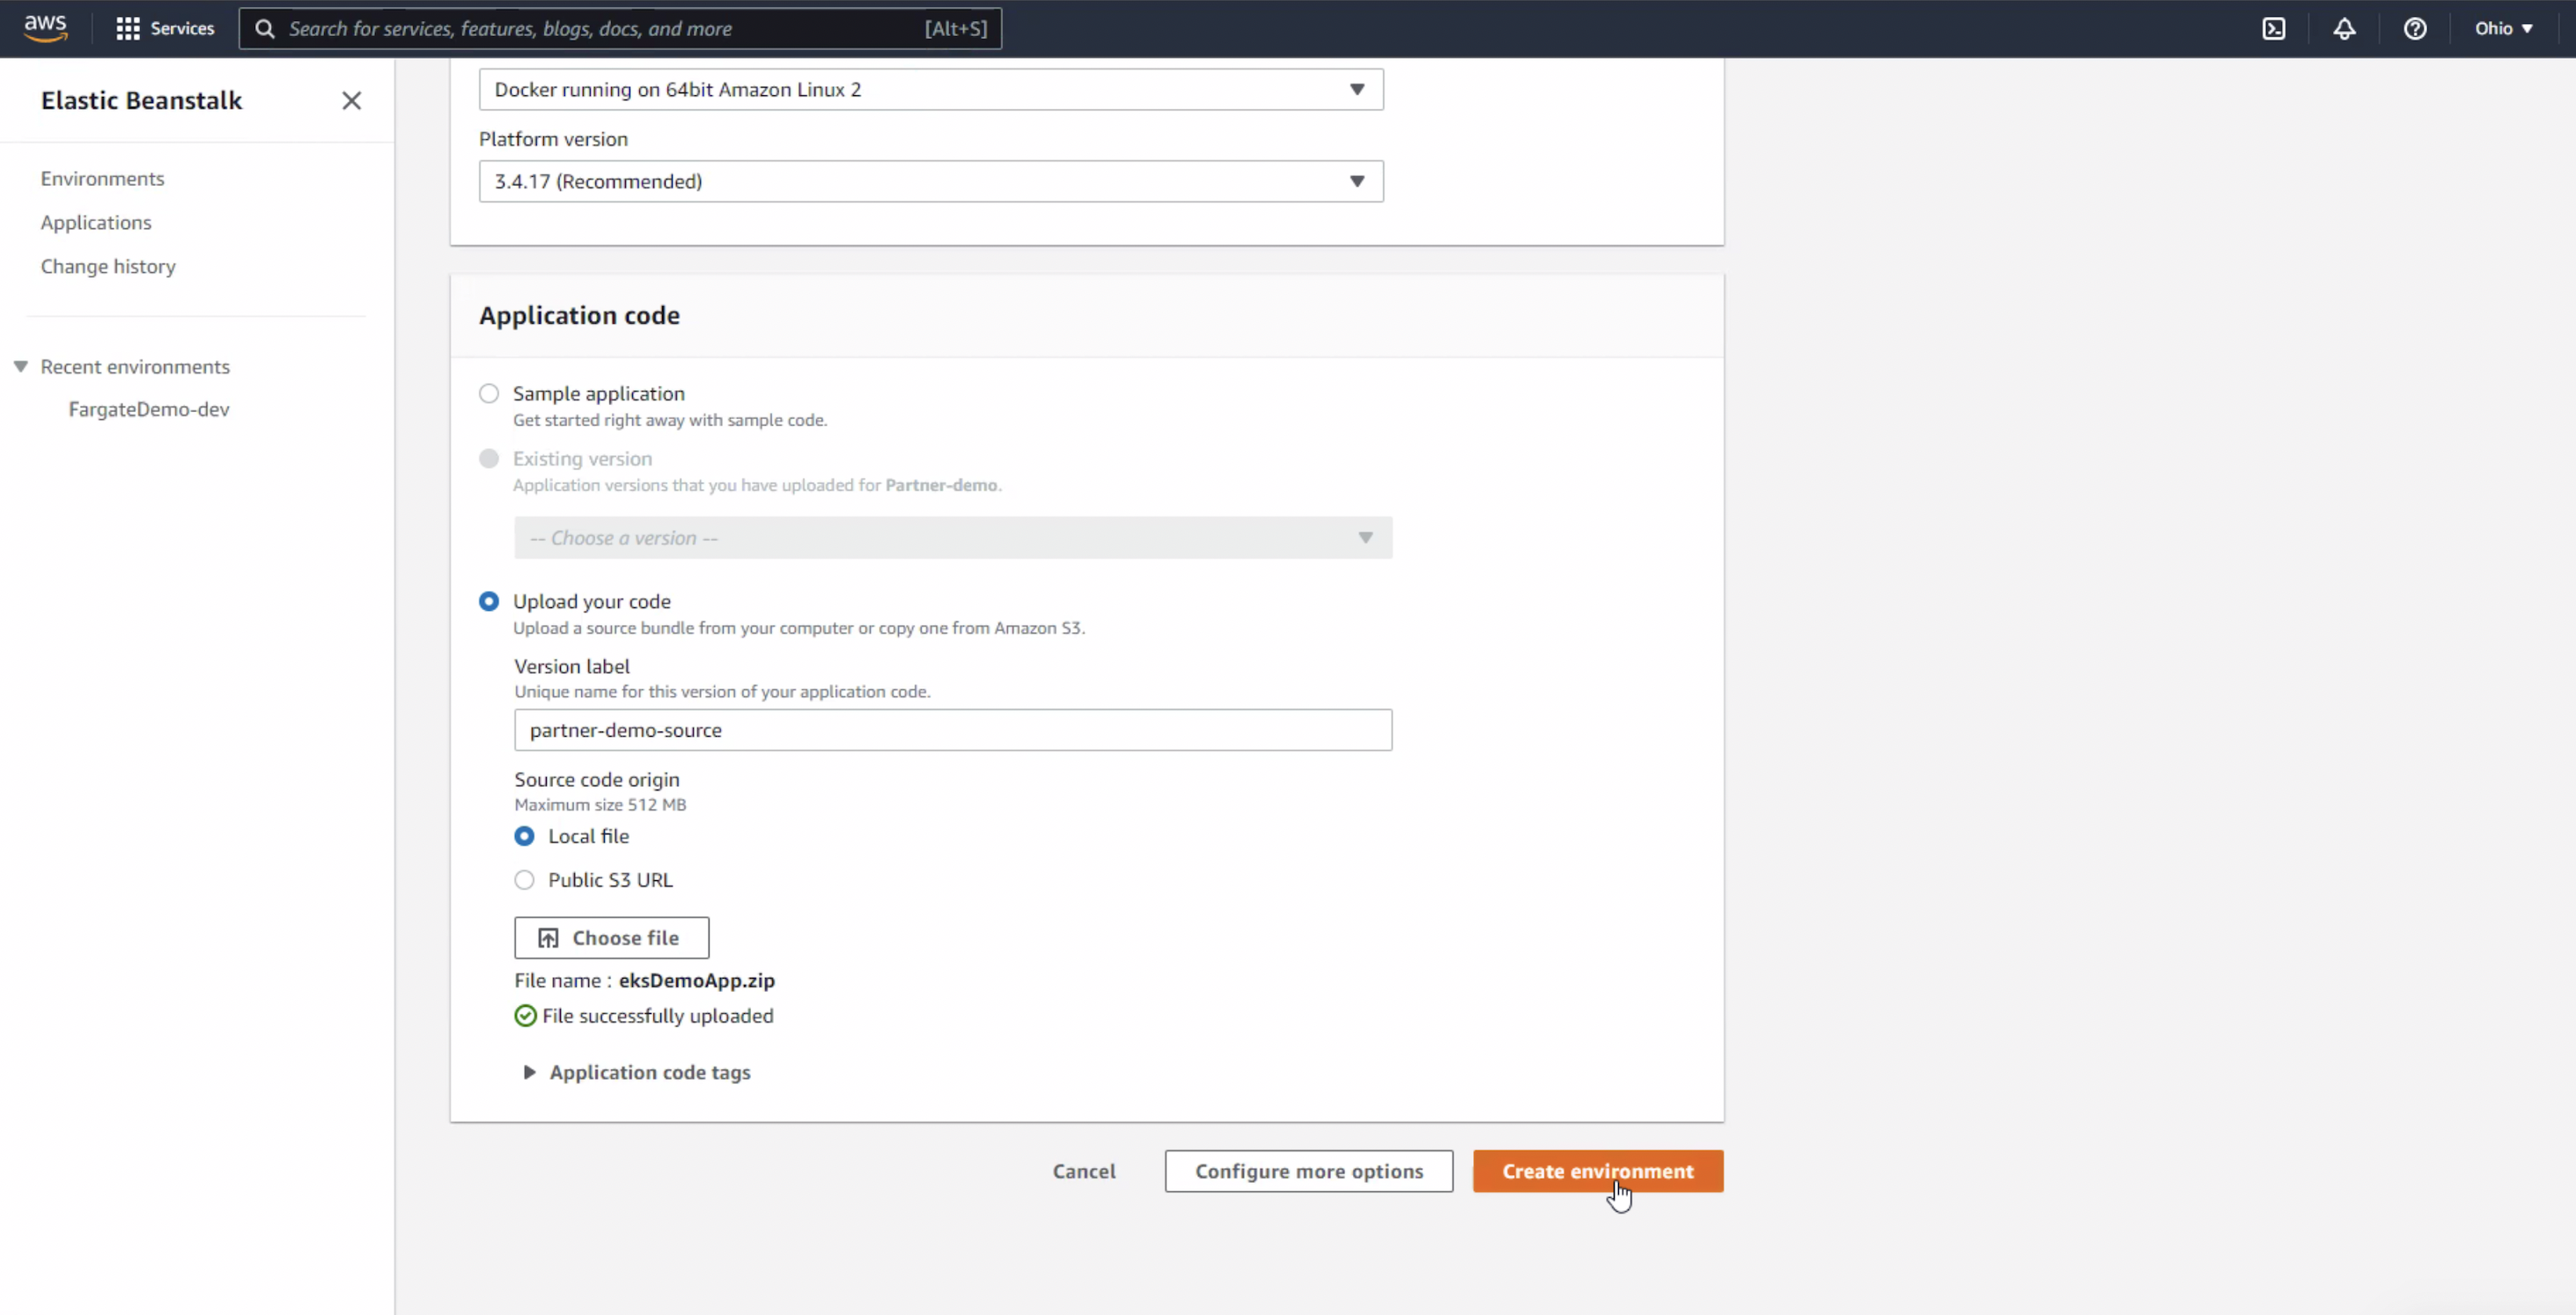 aws
Services
Search for services, features, blogs, docs, and more
[Alt+S]
Ohio
Elastic Beanstalk
Environments
Applications
Change history
Recent environments
FargateDemo-dev
Docker running on 64bit Amazon Linux 2
Platform version
3.4.17 (Recommended)
Application code
Sample application
Get started right away with sample code.
Existing version
Application versions that you have uploaded for Partner-demo.
-- Choose a version --
Upload your code
Upload a source bundle from your computer or copy one from Amazon S3.
Version label
Unique name for this version of your application code.
partner-demo-source
Source code origin
Maximum size 512 MB
Local file
Public S3 URL
Choose file
File name : eksDemoApp.zip
File successfully uploaded
Application code tags
Cancel
Configure more options
Create environment